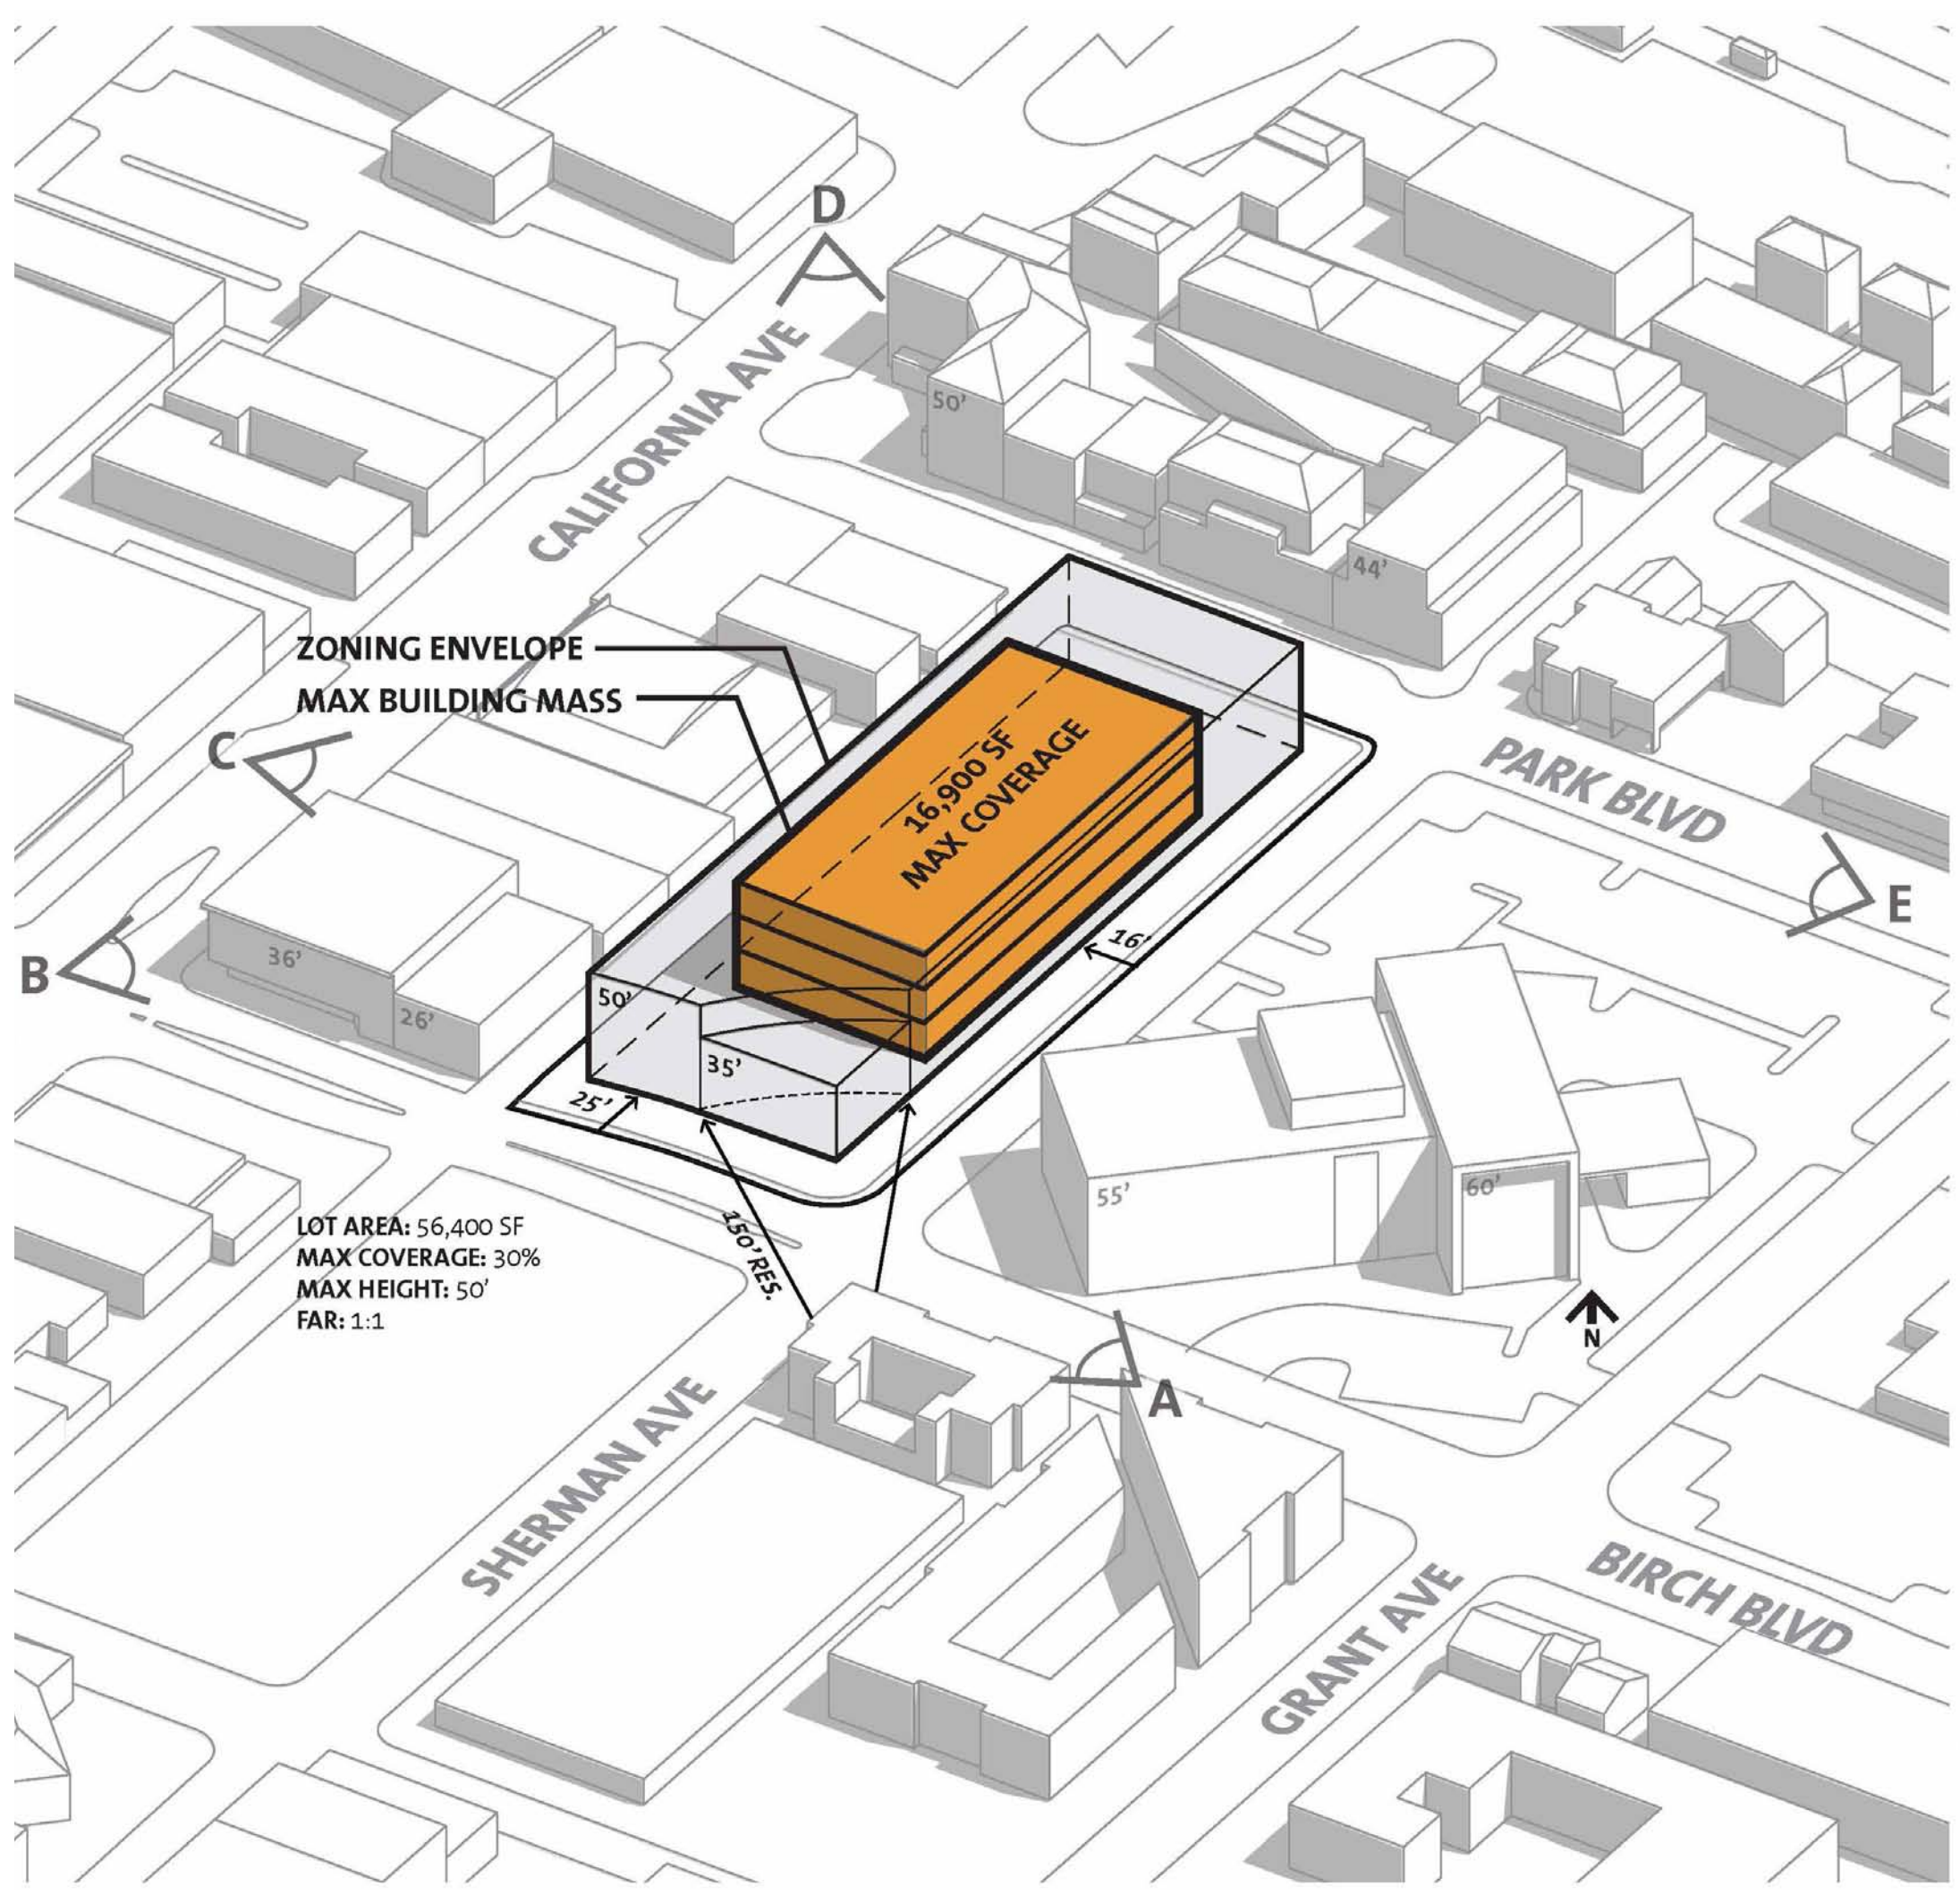 D
CALIFORNIA AVE
50'
44'
ZONING ENVELOPE
MAX BUILDING MASS
16,900 SF
MAX COVERAGE
C
PARK BLVD
E
B
36'
26'
50'
35'
25'
16'
150' RES.
55'
60'
LOT AREA: 56,400 SF
MAX COVERAGE: 30%
MAX HEIGHT: 50'
FAR: 1:1
N
A
SHERMAN AVE
GRANT AVE
BIRCH BLVD